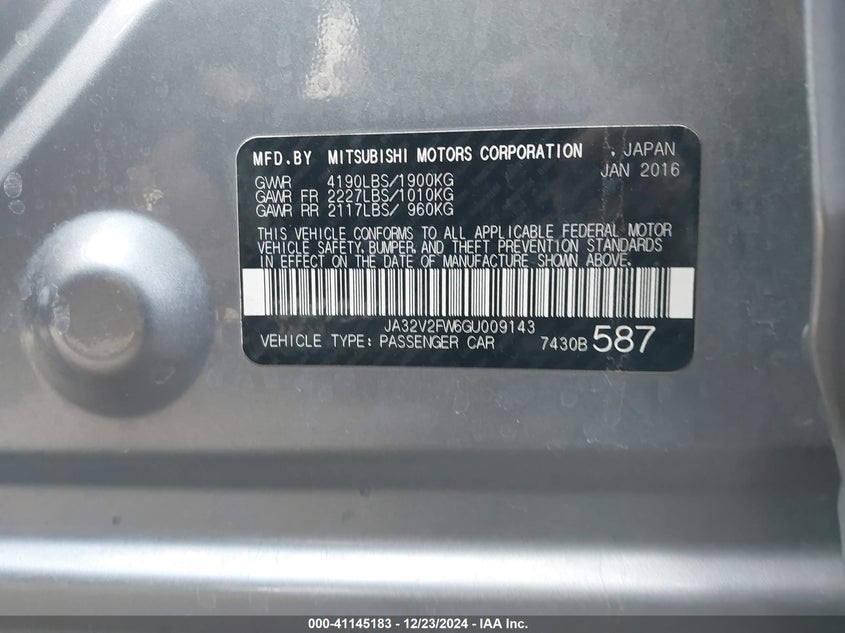 MFD.BY MITSUBISHI MOTORS CORPORATION , JAPAN
JAN 2016
GVWR 4190LBS/1900KG
GAWR FR 2227LBS/1010KG
GAWR RR 2117LBS/ 960KG
THIS VEHICLE CONFORMS TO ALL APPLICABLE FEDERAL MOTOR
VEHICLE SAFETY, BUMPER, AND THEFT PREVENTION STANDARDS
IN EFFECT ON THE DATE OF MANUFACTURE SHOWN ABOVE.
JA32V2FW6GU009143
VEHICLE TYPE: PASSENGER CAR 7430B 587
000-41145183 - 12/23/2024 - IAA Inc.